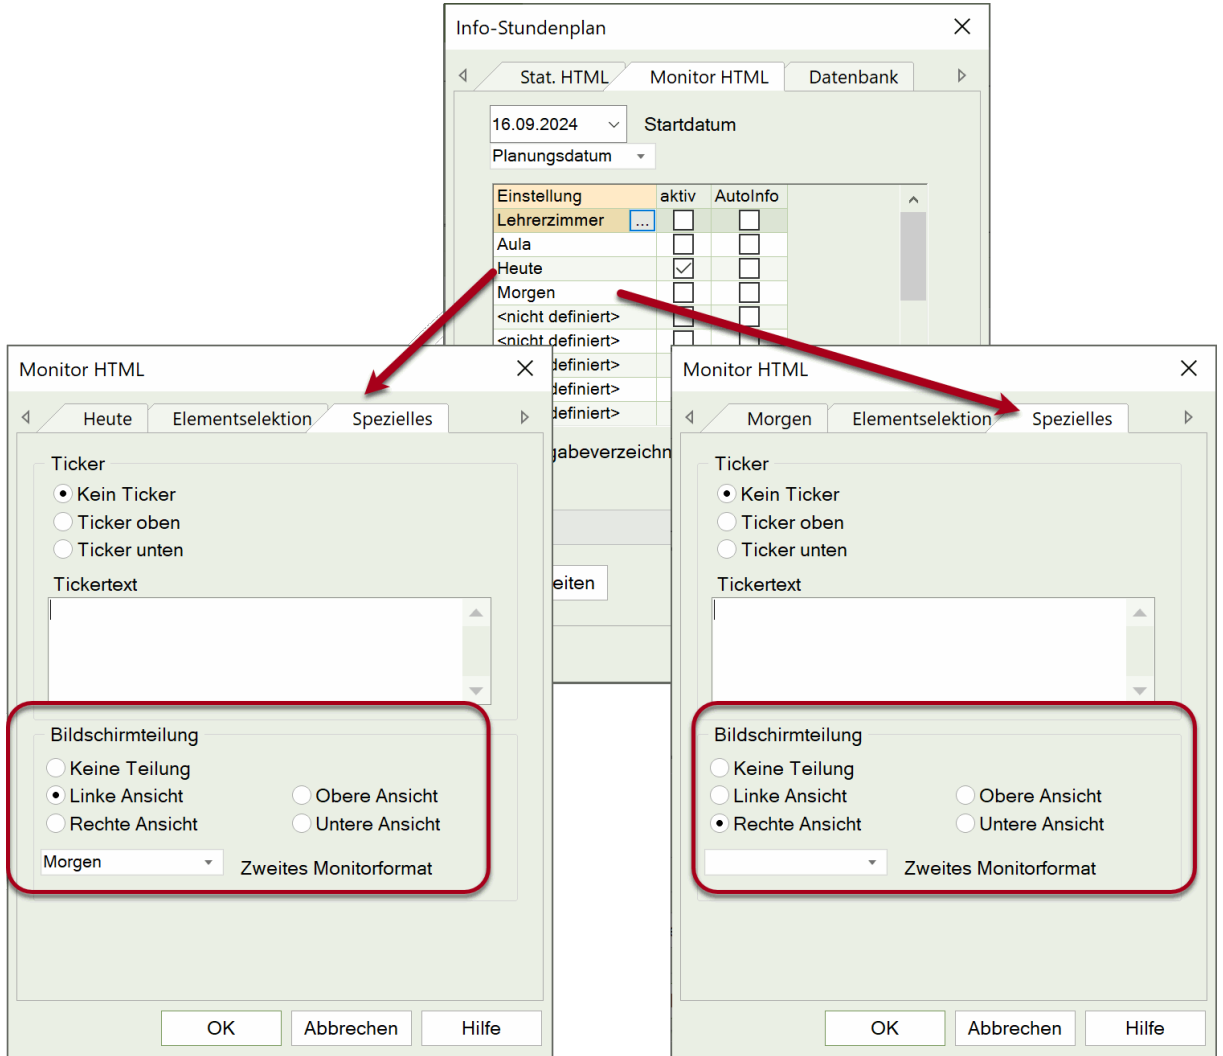 Info-Stundenplan
Stat. HTML Monitor HTML Datenbank
16.09.2024 Startdatum
Planungsdatum
Einstellung aktiv AutoInfo
Lehrerzimmer ...
Aula
Heute
Morgen
<nicht definiert>
<nicht definiert>
definiert>
definiert>
definiert>
gabeverzeichn
eiten
Monitor HTML
Heute Elementselektion Spezielles
Ticker
Kein Ticker
Ticker oben
Ticker unten
Tickertext
Bildschirmteilung
Keine Teilung
Linke Ansicht Obere Ansicht
Rechte Ansicht Untere Ansicht
Morgen Zweites Monitorformat
OK Abbrechen Hilfe
Monitor HTML
Morgen Elementselektion Spezielles
Ticker
Kein Ticker
Ticker oben
Ticker unten
Tickertext
Bildschirmteilung
Keine Teilung
Linke Ansicht Obere Ansicht
Rechte Ansicht Untere Ansicht
Zweites Monitorformat
OK Abbrechen Hilfe